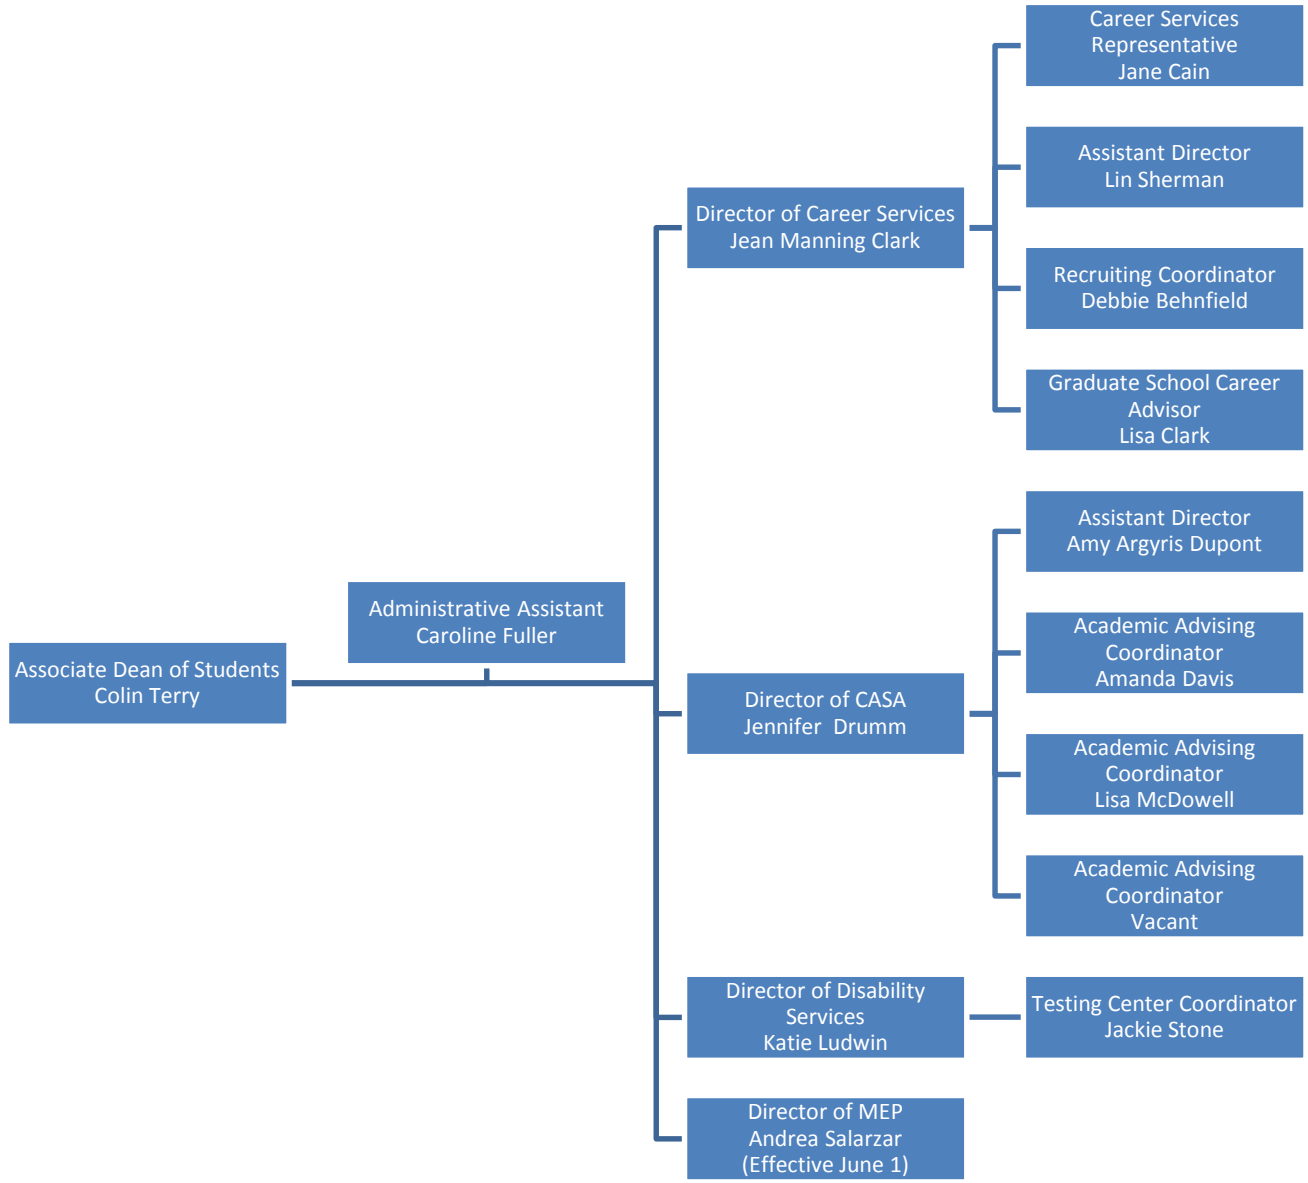 Career Services
Representative
Jane Cain
Assistant Director
Lin Sherman
Director of Career Services
Jean Manning Clark
Recruiting Coordinator
Debbie Behnfield
Graduate School Career
Advisor
Lisa Clark
Assistant Director
Amy Argyris Dupont
Administrative Assistant
Caroline Fuller
Associate Dean of Students
Colin Terry
Academic Advising
Coordinator
Amanda Davis
Director of CASA
Jennifer  Drumm
Academic Advising
Coordinator
Lisa McDowell
Academic Advising
Coordinator
Vacant
Director of Disability
Services
Katie Ludwin
Testing Center Coordinator
Jackie Stone
Director of MEP
Andrea Salarzar
(Effective June 1)